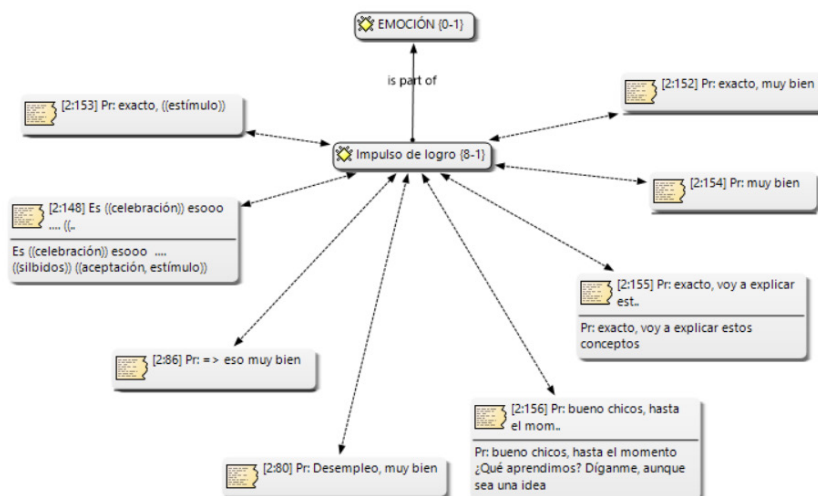 EMOCIÓN {0-1}
is part of
[2:153] Pr: exacto, ((estímulo))
[2:152] Pr: exacto, muy bien
Impulso de logro {8-1}
[2:154] Pr: muy bien
[2:148] Es ((celebración)) esooo
.... ((..
Es ((celebración)) esooo ....
((silbidos)) ((aceptación, estímulo))
[2:155] Pr: exacto, voy a explicar
est..
Pr: exacto, voy a explicar estos
conceptos
[2:86] Pr: = > eso muy bien
[2:156] Pr: bueno chicos, hasta
el mom..
Pr: bueno chicos, hasta el momento
¿Qué aprendimos? Díganme, aunque
sea una idea
[2:80] Pr: Desempleo, muy bien